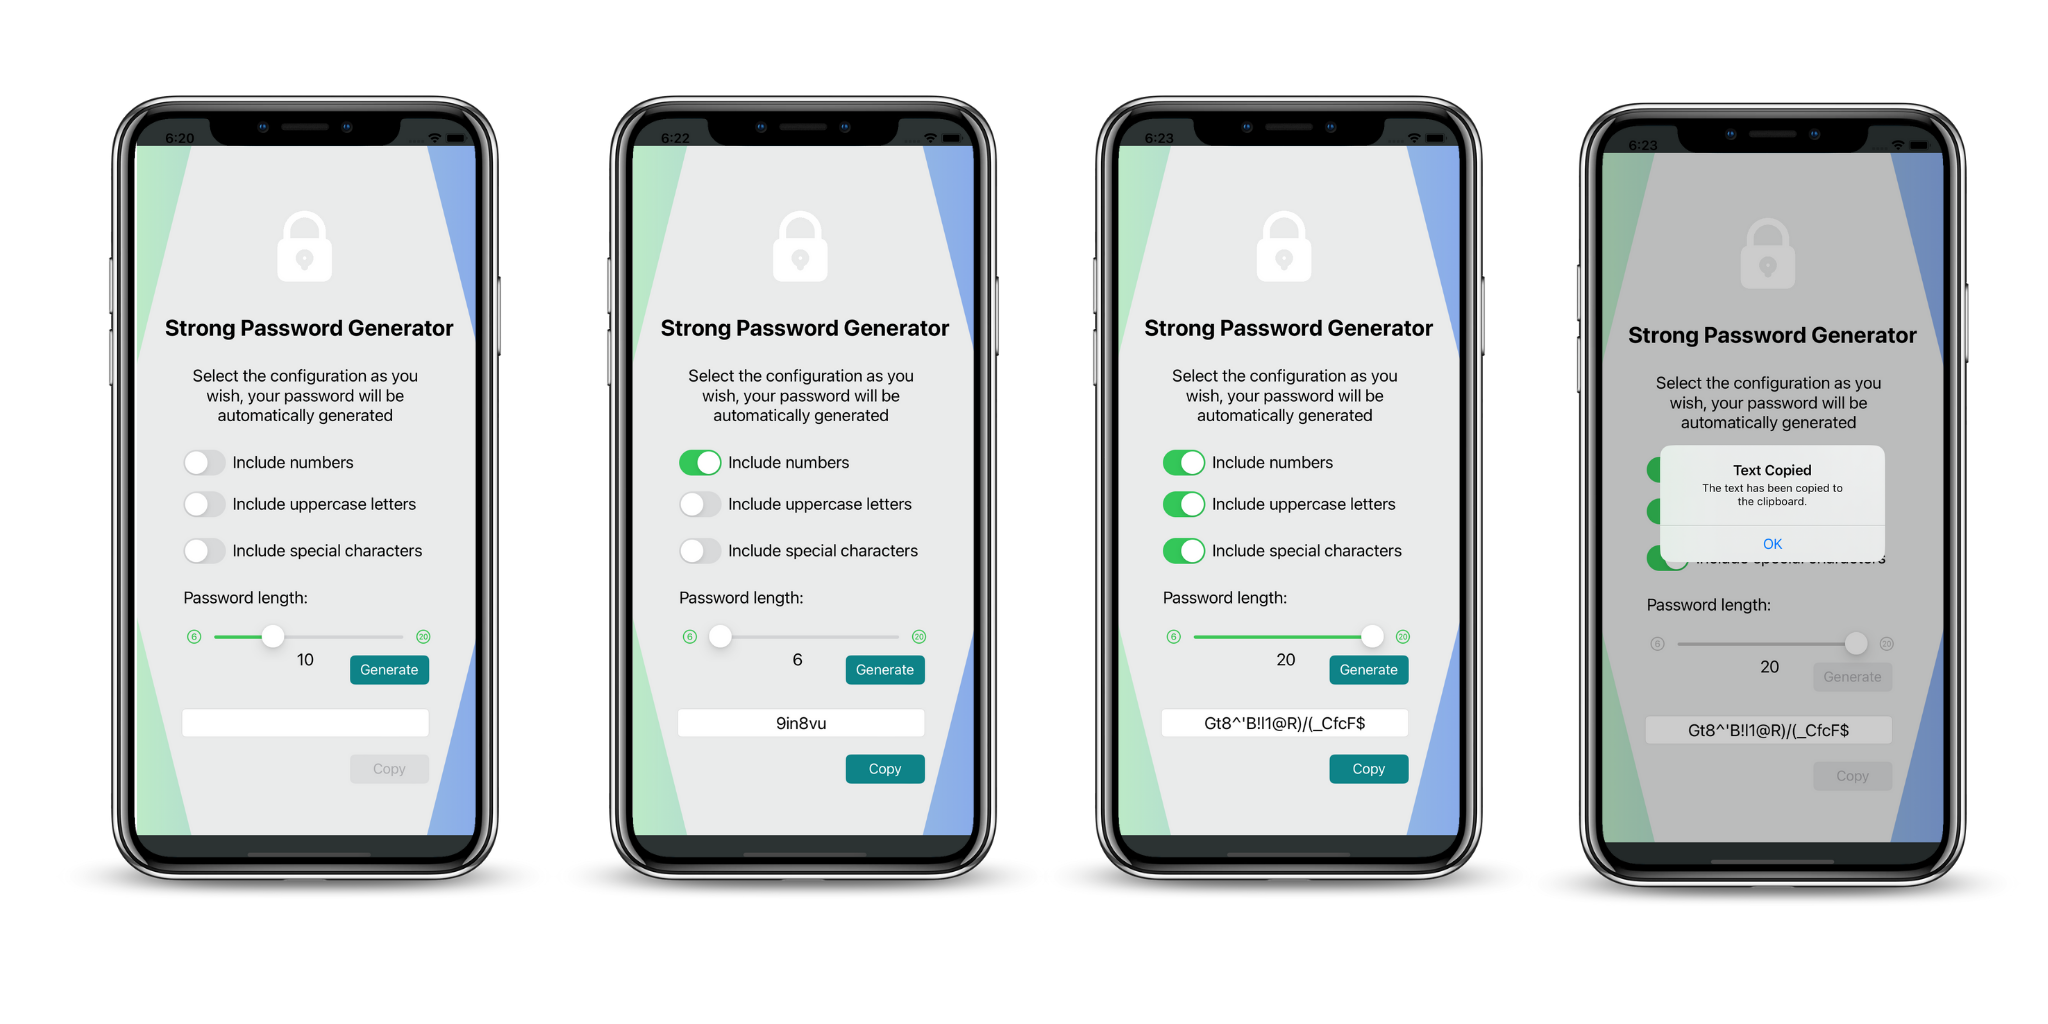 6:20
Strong Password Generator
Select the configuration as you
wish, your password will be
automatically generated
Include numbers
Include uppercase letters
Include special characters
Password length:
6
20
10
Generate
Copy
6:22
Strong Password Generator
Select the configuration as you
wish, your password will be
automatically generated
Include numbers
Include uppercase letters
Include special characters
Password length:
6
20
6
Generate
9in8vu
Copy
6:23
Strong Password Generator
Select the configuration as you
wish, your password will be
automatically generated
Include numbers
Include uppercase letters
Include special characters
Password length:
6
20
20
Generate
Gt8^'B!l1@R)/(_CfcF$
Copy
6:23
Strong Password Generator
Select the configuration as you
wish, your password will be
automatically generated
Text Copied
The text has been copied to
the clipboard.
OK
Include special characters
Password length:
6
20
20
Generate
Gt8^'B!l1@R)/(_CfcF$
Copy